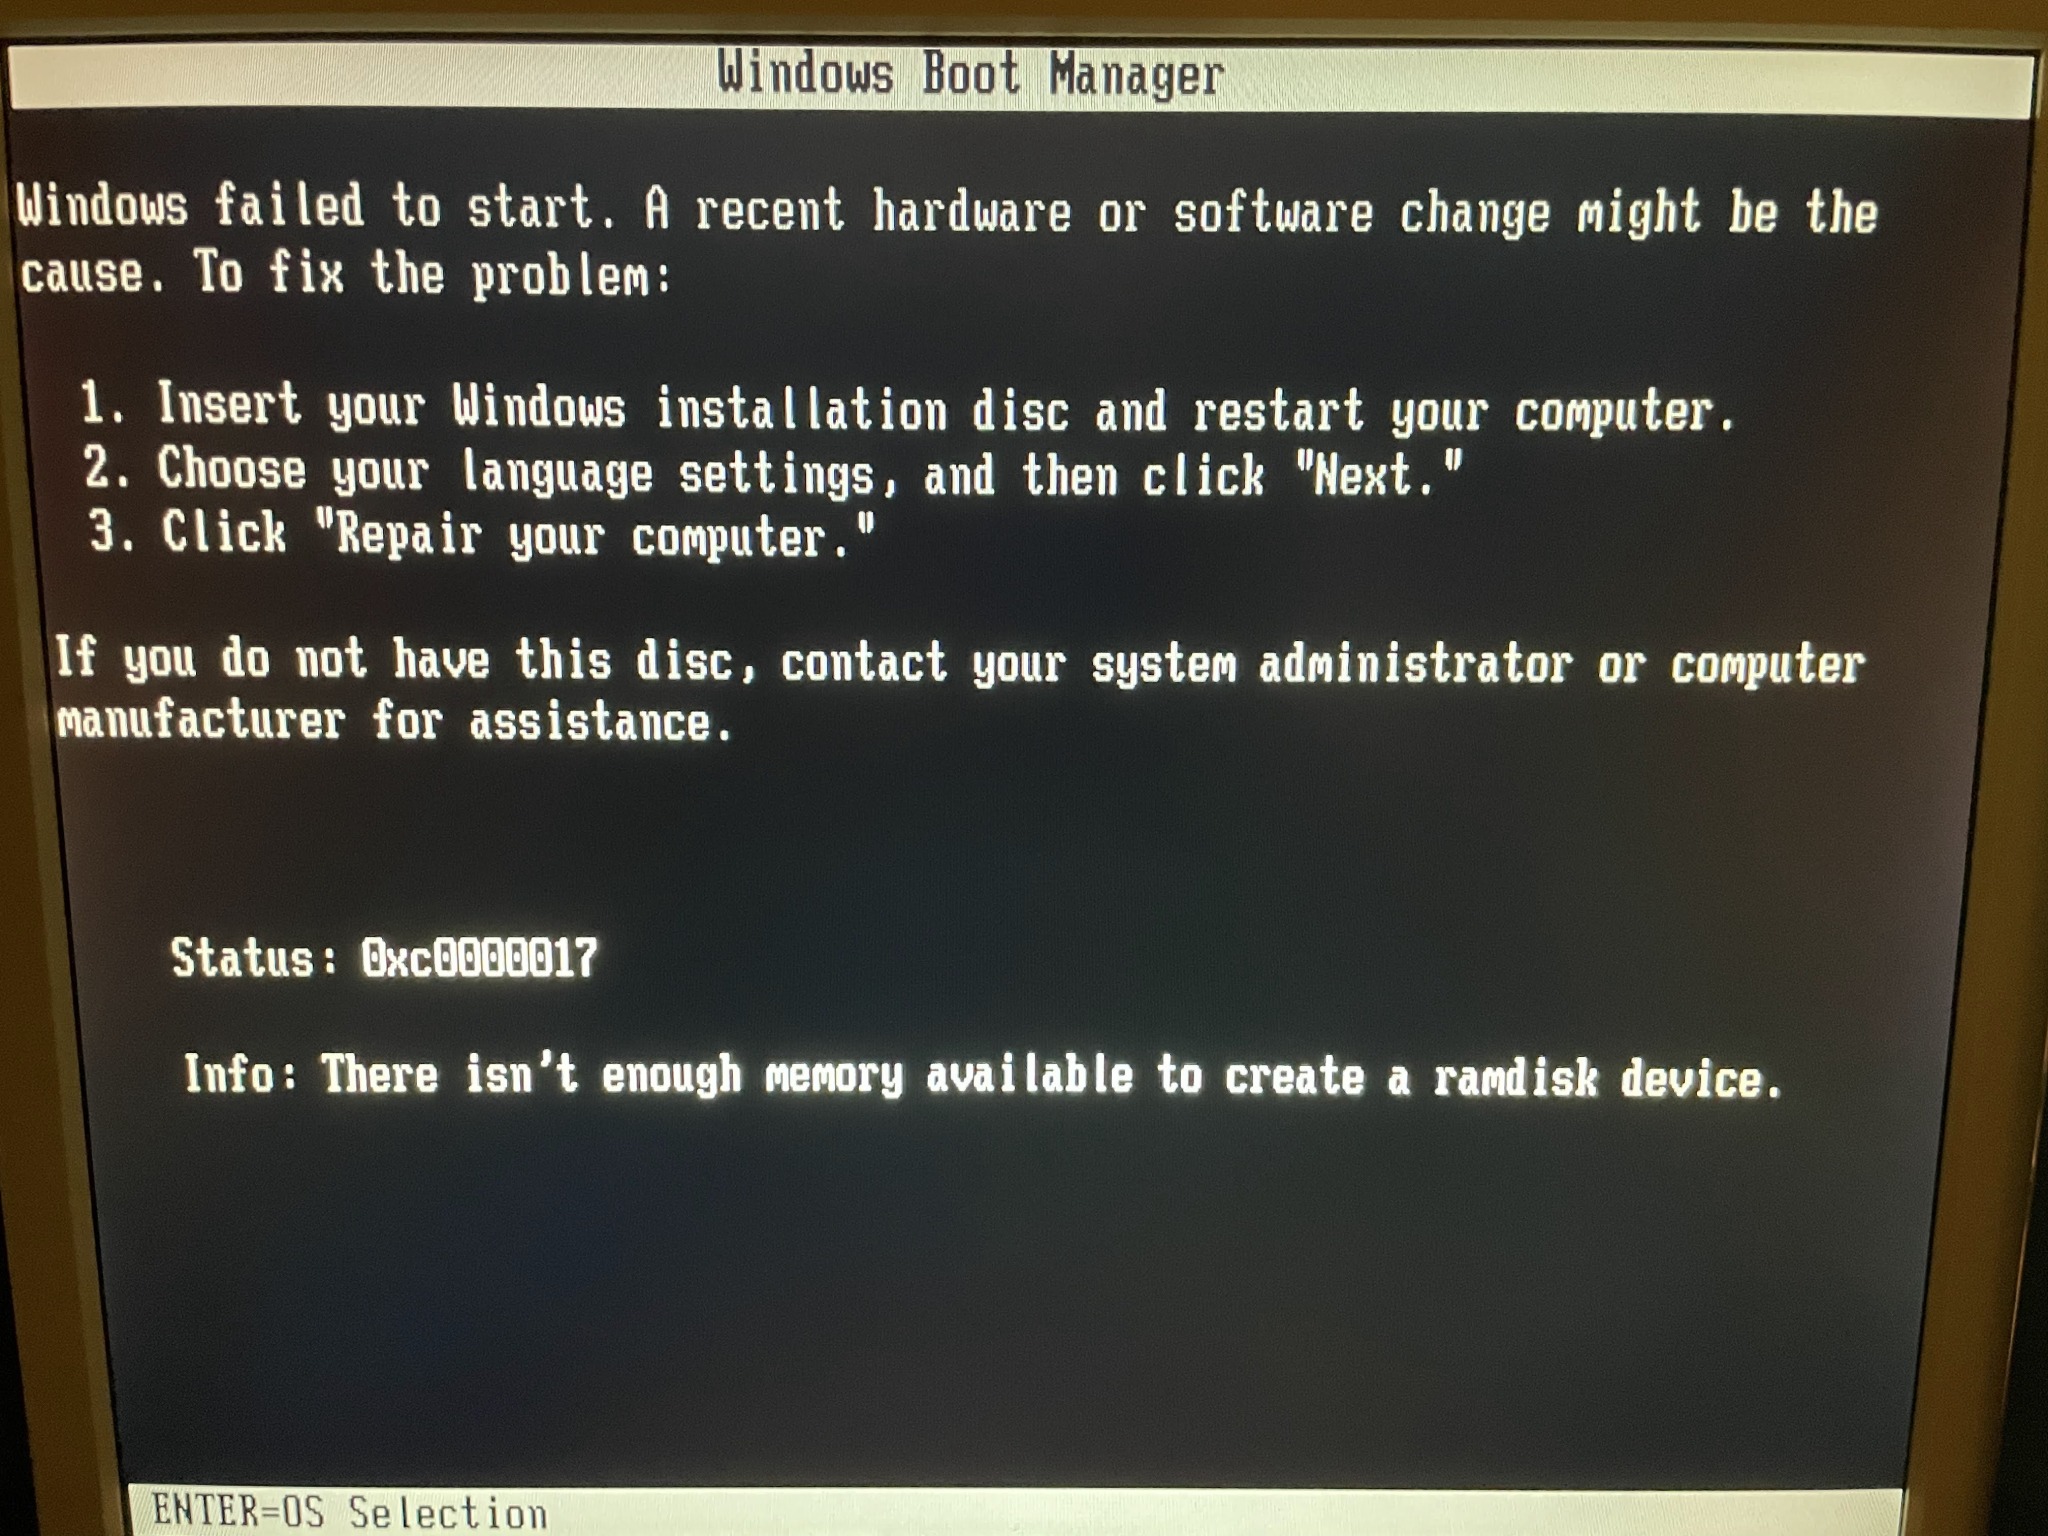 Windows Boot Manager
Windows failed to start. A recent hardware or software change might be the
cause. To fix the problem:
1. Insert your Windows installation disc and restart your computer.
2. Choose your language settings, and then click "Next."
3. Click "Repair your computer."
If you do not have this disc, contact your system administrator or computer
manufacturer for assistance.
Status: 0xc0000017
Info: There isn't enough memory available to create a ramdisk device.
ENTER=OS Selection